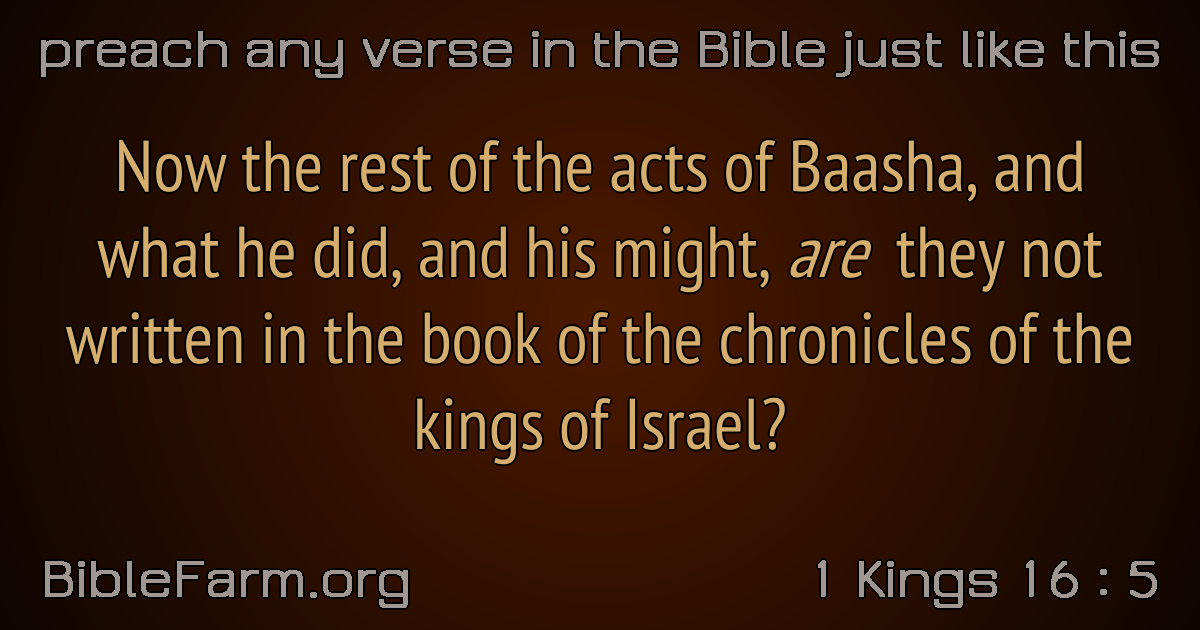 preach any verse in the Bible just like this
Now the rest of the acts of Baasha, and
what he did, and his might, are they not
written in the book of the chronicles of the
kings of Israel?
BibleFarm.org
1 Kings 16 : 5